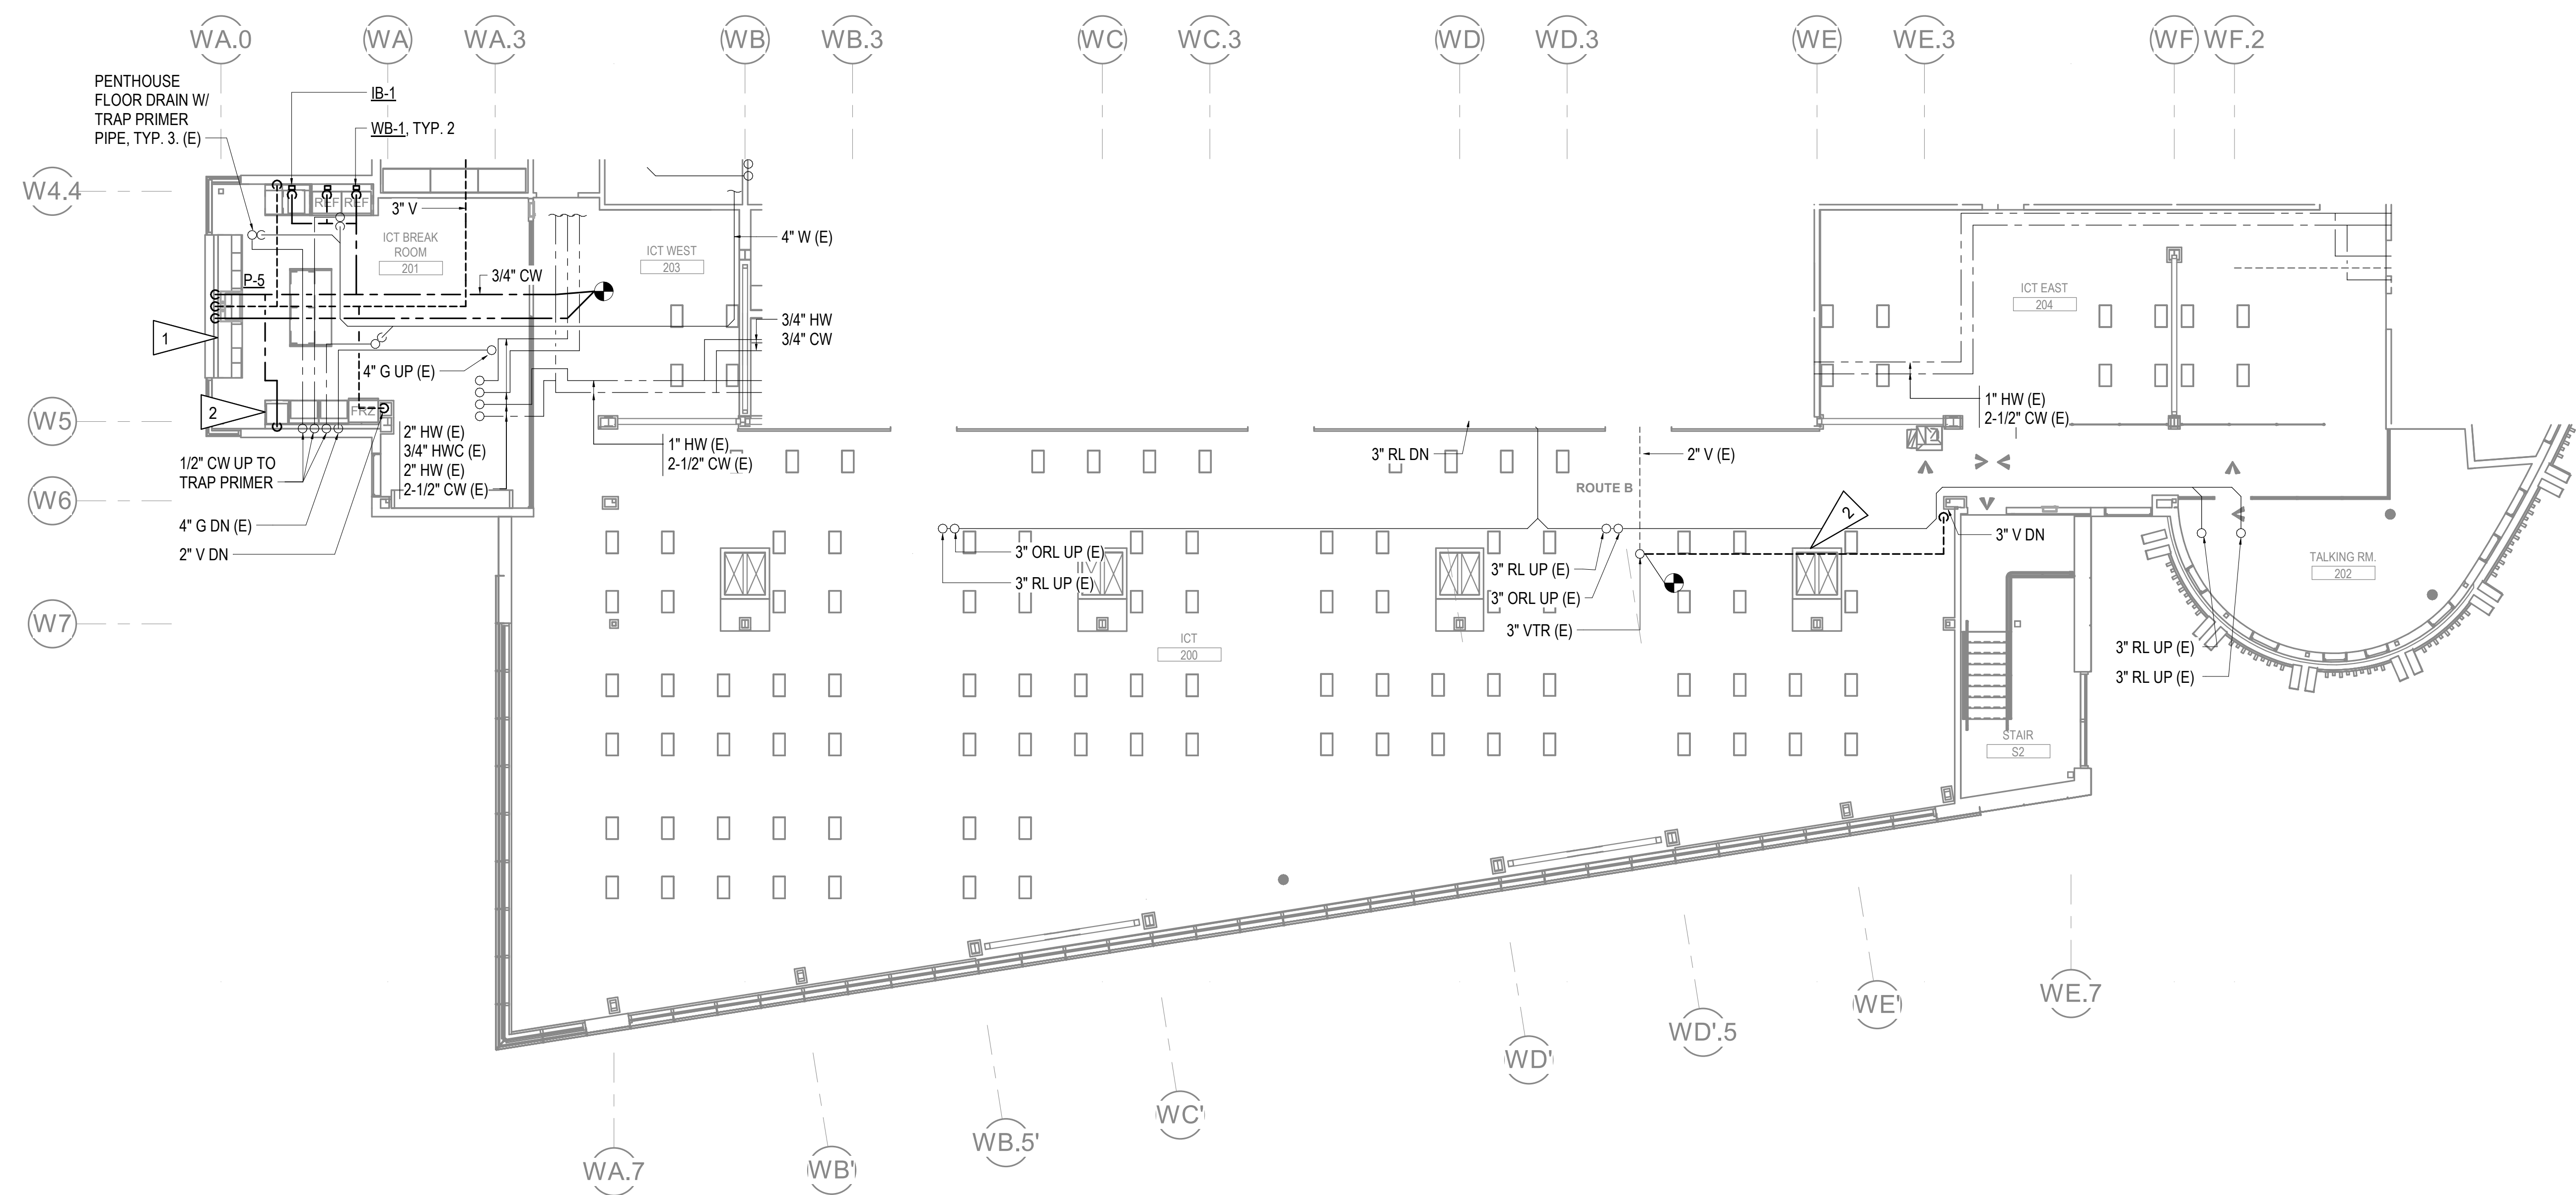 WA.0
WA
WA.3
WB
WB.3
WC
WC.3
WD
WD.3
WE
WE.3
WF
WF.2
PENTHOUSE
FLOOR DRAIN W/
TRAP PRIMER
PIPE, TYP. 3. (E)
IB-1
WB-1, TYP. 2
W4.4
REF
REF
3" V
ICT BREAK
ROOM
201
4" W (E)
ICT WEST
203
3/4" CW
P-5
ICT EAST
204
1
3/4" HW
3/4" CW
4" G UP (E)
W5
2
FRZ
2" HW (E)
3/4" HWC (E)
2" HW (E)
2-1/2" CW (E)
1" HW (E)
2-1/2" CW (E)
1/2" CW UP TO
TRAP PRIMER
3" RL DN
2" V (E)
1" HW (E)
2-1/2" CW (E)
W6
ROUTE B
2
4" G DN (E)
2" V DN
3" ORL UP (E)
3" RL UP (E)
3" RL UP (E)
3" ORL UP (E)
3" VTR (E)
3" V DN
TALKING RM.
202
W7
ICT
200
3" RL UP (E)
3" RL UP (E)
STAIR
S2
WE.7
WE'
WD'.5
WD'
WC'
WB.5'
WB'
WA.7